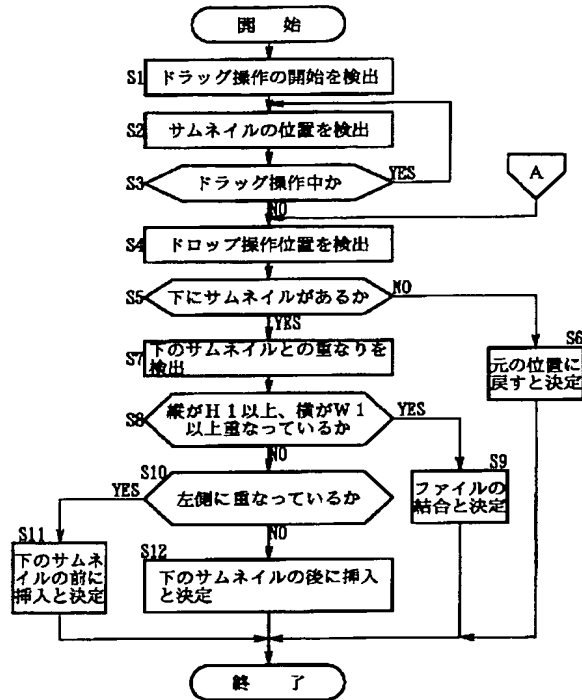 開 始
S1
ドラッグ操作の開始を検出
S2
サムネイルの位置を検出
S3
ドラッグ操作中か
YES
NO
A
S4
ドロップ操作位置を検出
S5
下にサムネイルがあるか
NO
YES
S6
元の位置に
戻すと決定
S7
下のサムネイルとの重なりを
検出
S8
縦がH1以上、横がW1
以上重なっているか
YES
NO
S9
ファイルの
結合と決定
S10
左側に重なっているか
YES
NO
S11
下のサムネ
イルの前に
挿入と決定
S12
下のサムネイルの後に挿入
と決定
終 了